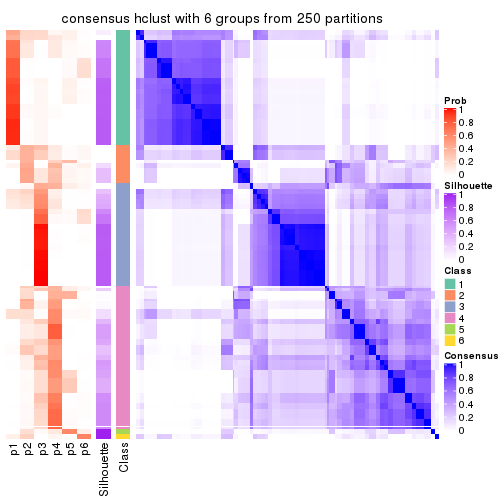 consensus hclust with 6 groups from 250 partitions
Prob
1
0.8
0.6
0.4
0.2
0
Silhouette
1
0.8
0.6
0.4
0.2
0
Class
1
2
3
4
5
6
Consensus
1
0.8
0.6
0.4
0.2
0
p1
p2
p3
p4
p5
p6
Silhouette
Class